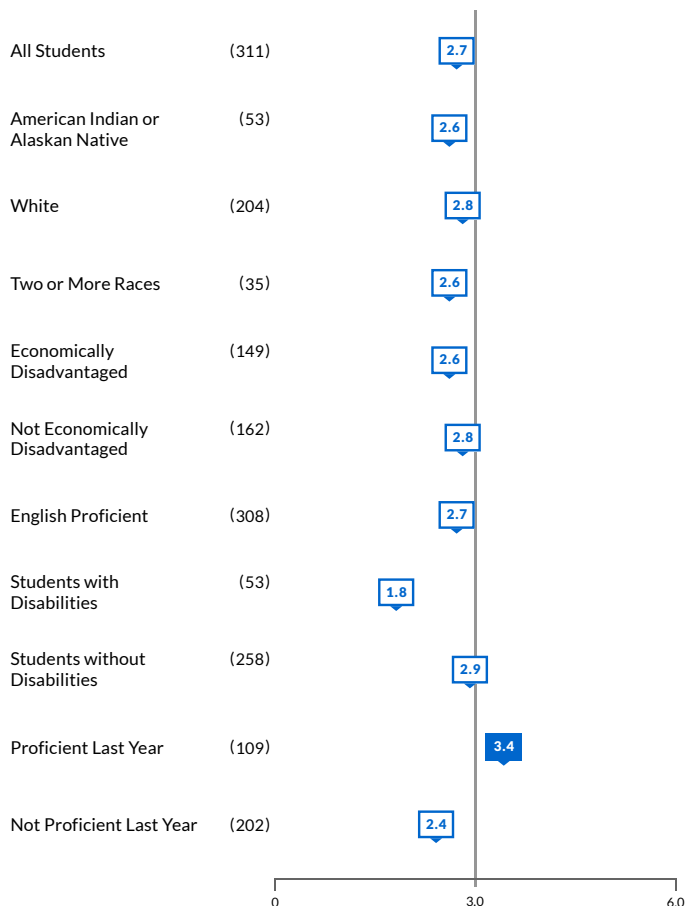 All Students (311) 2.7
American Indian or (53) 2.6
Alaskan Native
White (204) 2.8
Two or More Races (35) 2.6
Economically (149) 2.6
Disadvantaged
Not Economically (162) 2.8
Disadvantaged
English Proficient (308) 2.7
Students with (53) 1.8
Disabilities
Students without (258) 2.9
Disabilities
Proficient Last Year (109) 3.4
Not Proficient Last Year (202) 2.4
0 3.0 6.0